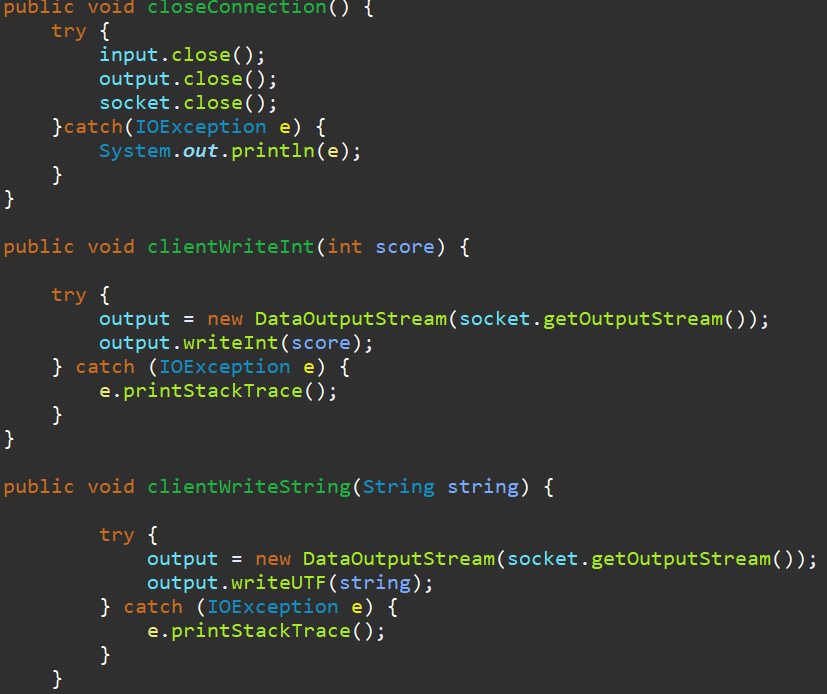 public void closeConnection() {
    try {
        input.close();
        output.close();
        socket.close();
    }catch(IOException e) {
        System.out.println(e);
    }
}

public void clientWriteInt(int score) {

    try {
        output = new DataOutputStream(socket.getOutputStream());
        output.writeInt(score);
    } catch (IOException e) {
        e.printStackTrace();
    }
}

public void clientWriteString(String string) {

        try {
            output = new DataOutputStream(socket.getOutputStream());
            output.writeUTF(string);
        } catch (IOException e) {
            e.printStackTrace();
        }
    }